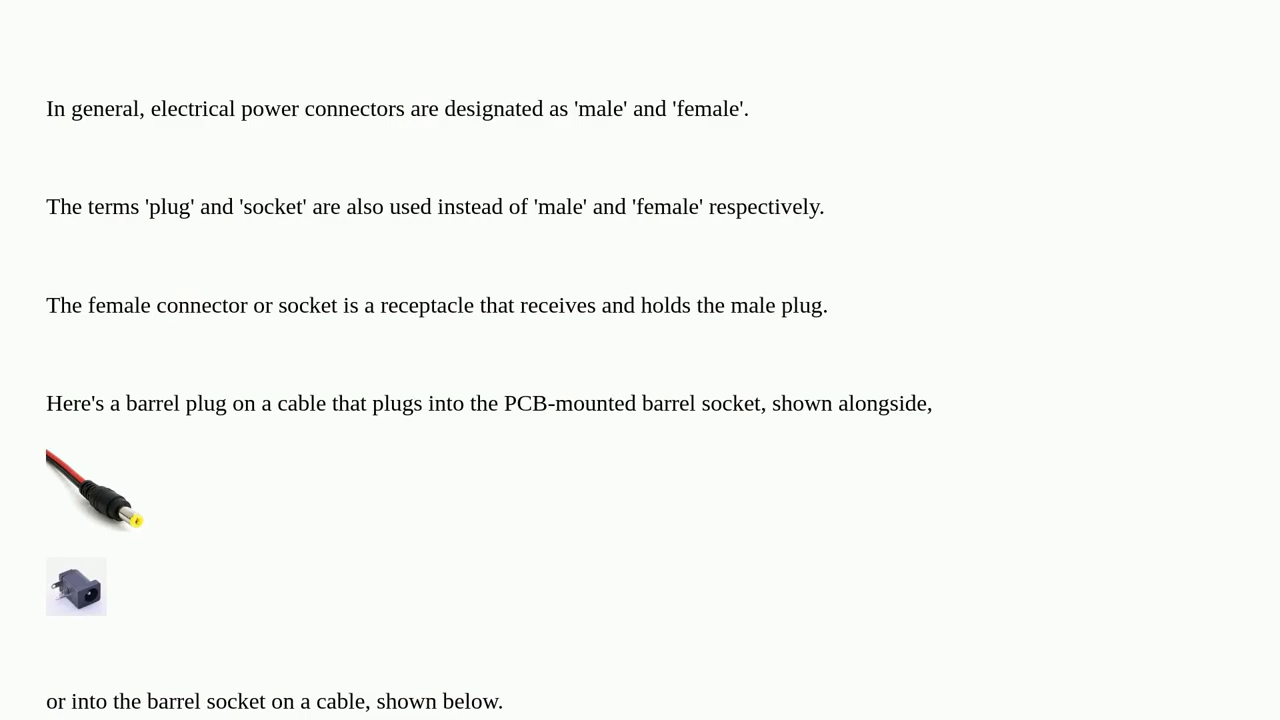 In general, electrical power connectors are designated as 'male' and 'female'.
The terms 'plug' and 'socket' are also used instead of 'male' and 'female' respectively.
The female connector or socket is a receptacle that receives and holds the male plug.
Here's a barrel plug on a cable that plugs into the PCB-mounted barrel socket, shown alongside,
or into the barrel socket on a cable, shown below.